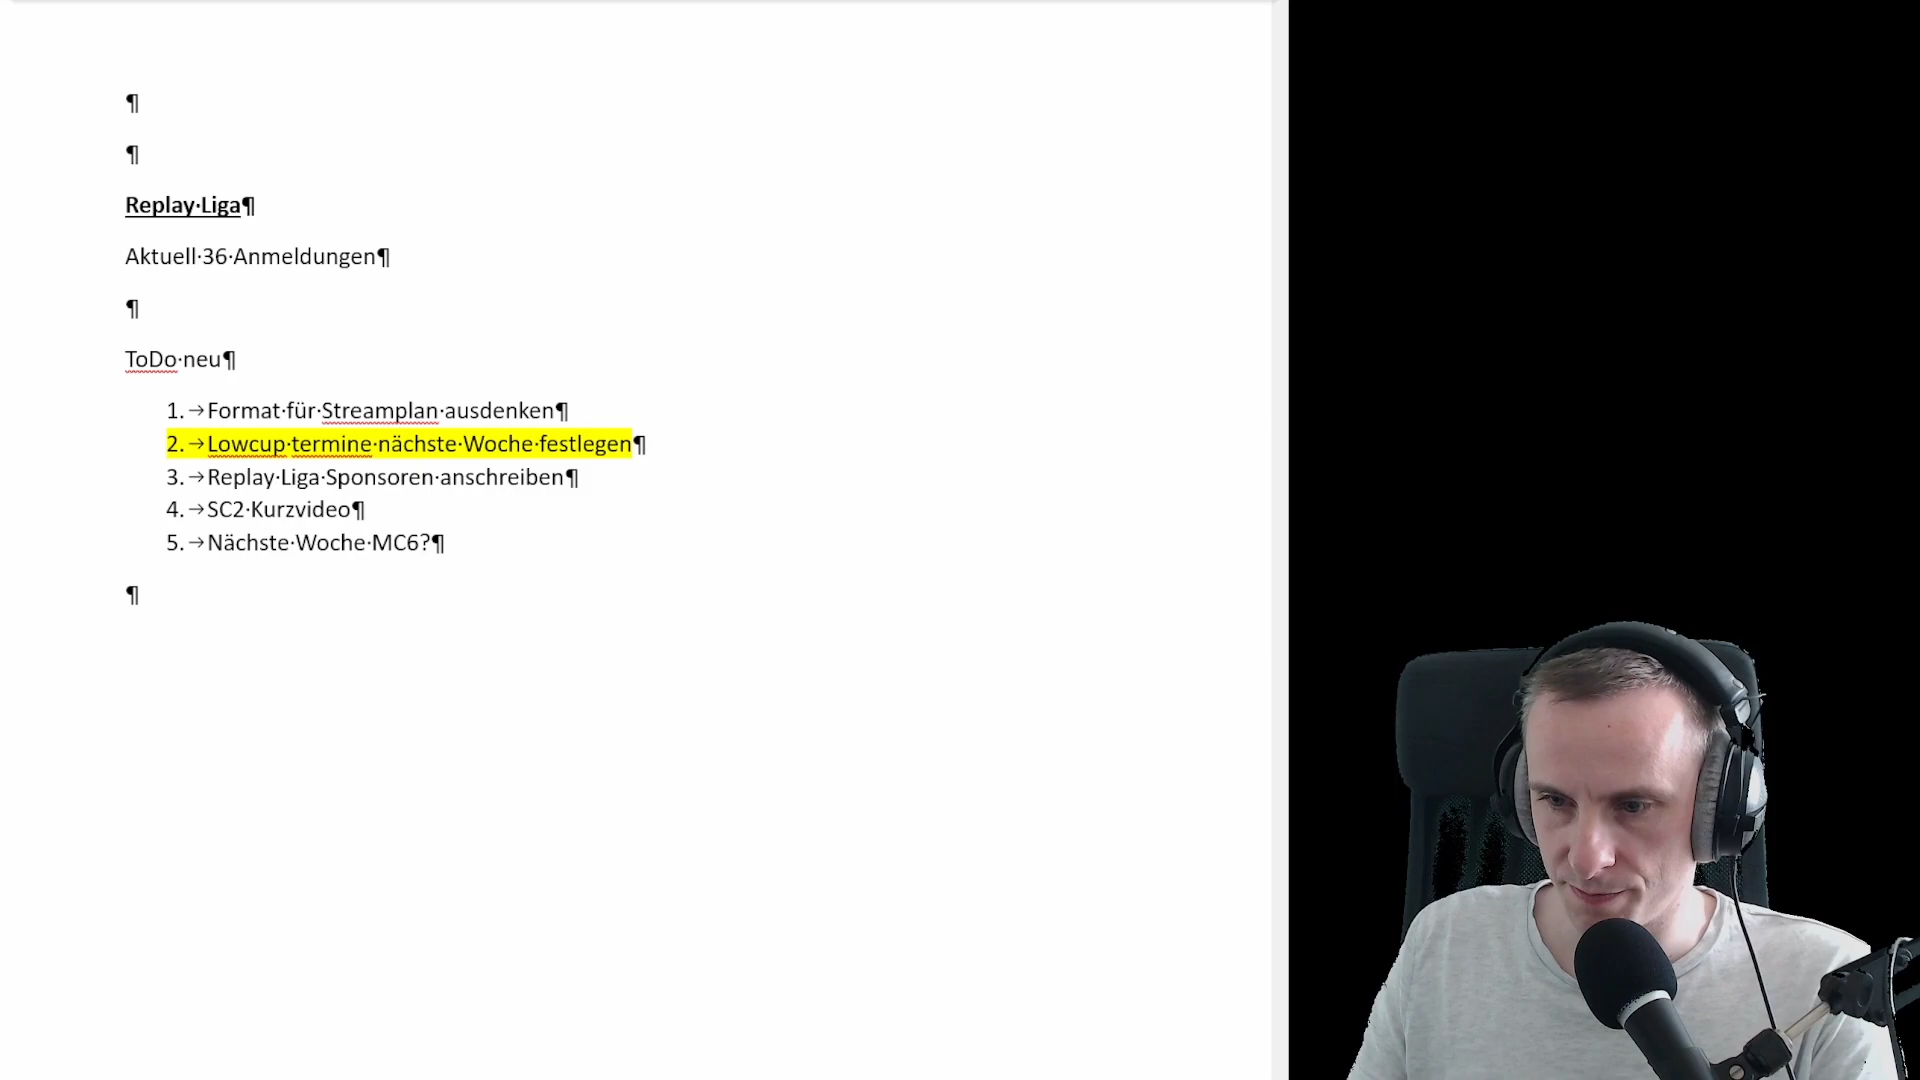 Replay Liga
Aktuell 36 Anmeldungen
ToDo neu
1. Format für Streamplan ausdenken
2. Lowcup termine nächste Woche festlegen
3. Replay Liga Sponsoren anschreiben
4. SC2 Kurzvideo
5. Nächste Woche MC6?